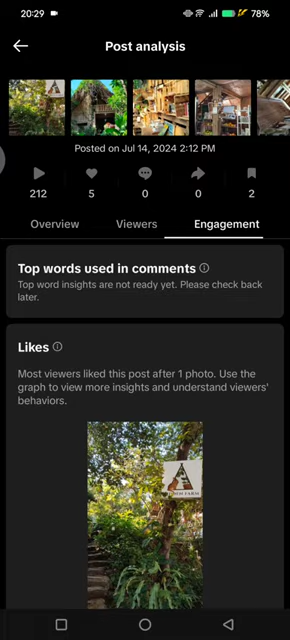 20:29
78%
Post analysis
Posted on Jul 14, 2024 2:12 PM
212 5 0 0 2
Overview Viewers Engagement
Top words used in comments
Top word insights are not ready yet. Please check back
later.
Likes
Most viewers liked this post after 1 photo. Use the
graph to view more insights and understand viewers'
behaviors.